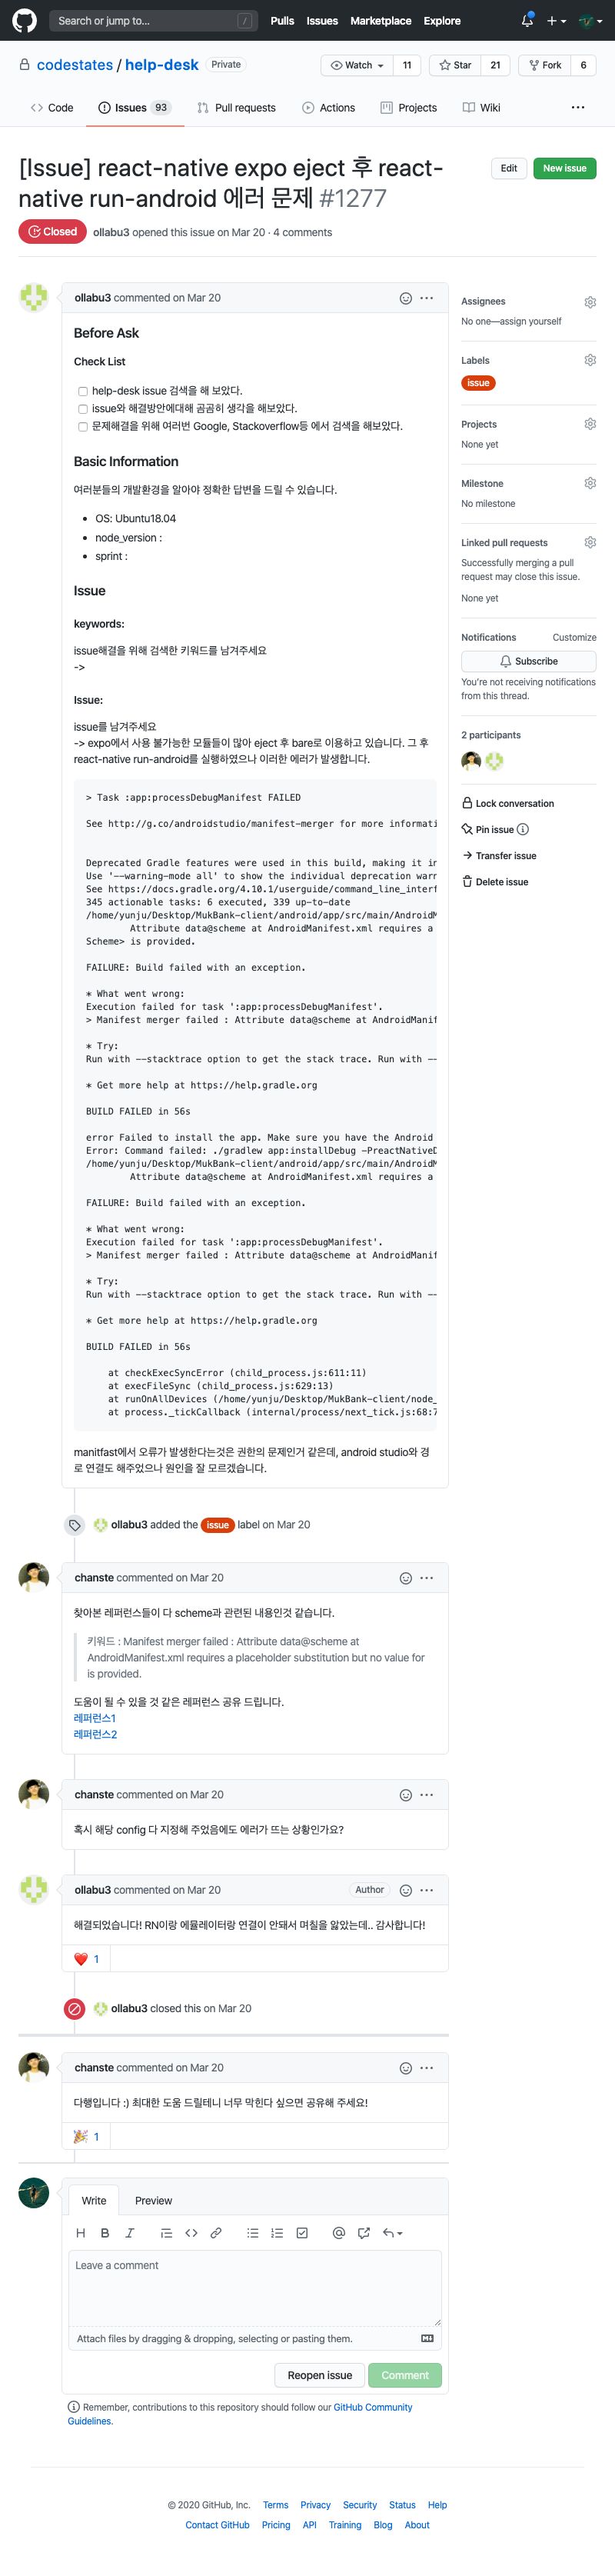 Search or jump to... /
Pulls Issues Marketplace Explore
codestates / help-desk Private
Watch 11 Star 21 Fork 6
Code Issues 93 Pull requests Actions Projects Wiki
[Issue] react-native expo eject 후 react-
native run-android 에러 문제 #1277
Edit New issue
Closed ollabu3 opened this issue on Mar 20 · 4 comments
ollabu3 commented on Mar 20
Before Ask
Check List
help-desk issue 검색을 해 보았다.
issue와 해결방안에대해 곰곰히 생각을 해보았다.
문제해결을 위해 여러번 Google, Stackoverflow등 에서 검색을 해보았다.
Basic Information
여러분들의 개발환경을 알아야 정확한 답변을 드릴 수 있습니다.
OS: Ubuntu18.04
node_version :
sprint :
Issue
keywords:
issue해결을 위해 검색한 키워드를 남겨주세요
->
Issue:
issue를 남겨주세요
-> expo에서 사용 불가능한 모듈들이 많아 eject 후 bare로 이용하고 있습니다. 그 후
react-native run-android를 실행하였으나 이러한 에러가 발생합니다.
> Task :app:processDebugManifest FAILED
See http://g.co/androidstudio/manifest-merger for more informati
Deprecated Gradle features were used in this build, making it in
Use '--warning-mode all' to show the individual deprecation warn
See https://docs.gradle.org/4.10.1/userguide/command_line_interf
345 actionable tasks: 6 executed, 339 up-to-date
/home/yunju/Desktop/MukBank-client/android/app/src/main/AndroidM
Attribute data@scheme at AndroidManifest.xml requires a
Scheme> is provided.
FAILURE: Build failed with an exception.
* What went wrong:
Execution failed for task ':app:processDebugManifest'.
> Manifest merger failed : Attribute data@scheme at AndroidManif
* Try:
Run with --stacktrace option to get the stack trace. Run with --
* Get more help at https://help.gradle.org
BUILD FAILED in 56s
error Failed to install the app. Make sure you have the Android
Error: Command failed: ./gradlew app:installDebug -PreactNativeD
/home/yunju/Desktop/MukBank-client/android/app/src/main/AndroidM
Attribute data@scheme at AndroidManifest.xml requires a
FAILURE: Build failed with an exception.
* What went wrong:
Execution failed for task ':app:processDebugManifest'.
> Manifest merger failed : Attribute data@scheme at AndroidManif
* Try:
Run with --stacktrace option to get the stack trace. Run with --
* Get more help at https://help.gradle.org
BUILD FAILED in 56s
at checkExecSyncError (child_process.js:611:11)
at execFileSync (child_process.js:629:13)
at runOnAllDevices (/home/yunju/Desktop/MukBank-client/node_
at process._tickCallback (internal/process/next_tick.js:68:7
manitfast에서 오류가 발생한다는것은 권한의 문제인거 같은데, android studio와 경
로 연결도 해주었으나 원인을 잘 모르겠습니다.
Assignees
No one—assign yourself
Labels
issue
Projects
None yet
Milestone
No milestone
Linked pull requests
Successfully merging a pull
request may close this issue.
None yet
Notifications Customize
Subscribe
You're not receiving notifications
from this thread.
2 participants
Lock conversation
Pin issue
Transfer issue
Delete issue
ollabu3 added the issue label on Mar 20
chanste commented on Mar 20
찾아본 레퍼런스들이 다 scheme과 관련된 내용인것 같습니다.
키워드 : Manifest merger failed : Attribute data@scheme at
AndroidManifest.xml requires a placeholder substitution but no value for
is provided.
도움이 될 수 있을 것 같은 레퍼런스 공유 드립니다.
레퍼런스1
레퍼런스2
chanste commented on Mar 20
혹시 해당 config 다 지정해 주었음에도 에러가 뜨는 상황인가요?
ollabu3 commented on Mar 20 Author
해결되었습니다! RN이랑 에뮬레이터랑 연결이 안돼서 며칠을 앓았는데.. 감사합니다!
1
ollabu3 closed this on Mar 20
chanste commented on Mar 20
다행입니다 :) 최대한 도움 드릴테니 너무 막힌다 싶으면 공유해 주세요!
1
Write Preview
H B I
Leave a comment
Attach files by dragging & dropping, selecting or pasting them.
Reopen issue Comment
Remember, contributions to this repository should follow our GitHub Community
Guidelines.
© 2020 GitHub, Inc. Terms Privacy Security Status Help
Contact GitHub Pricing API Training Blog About